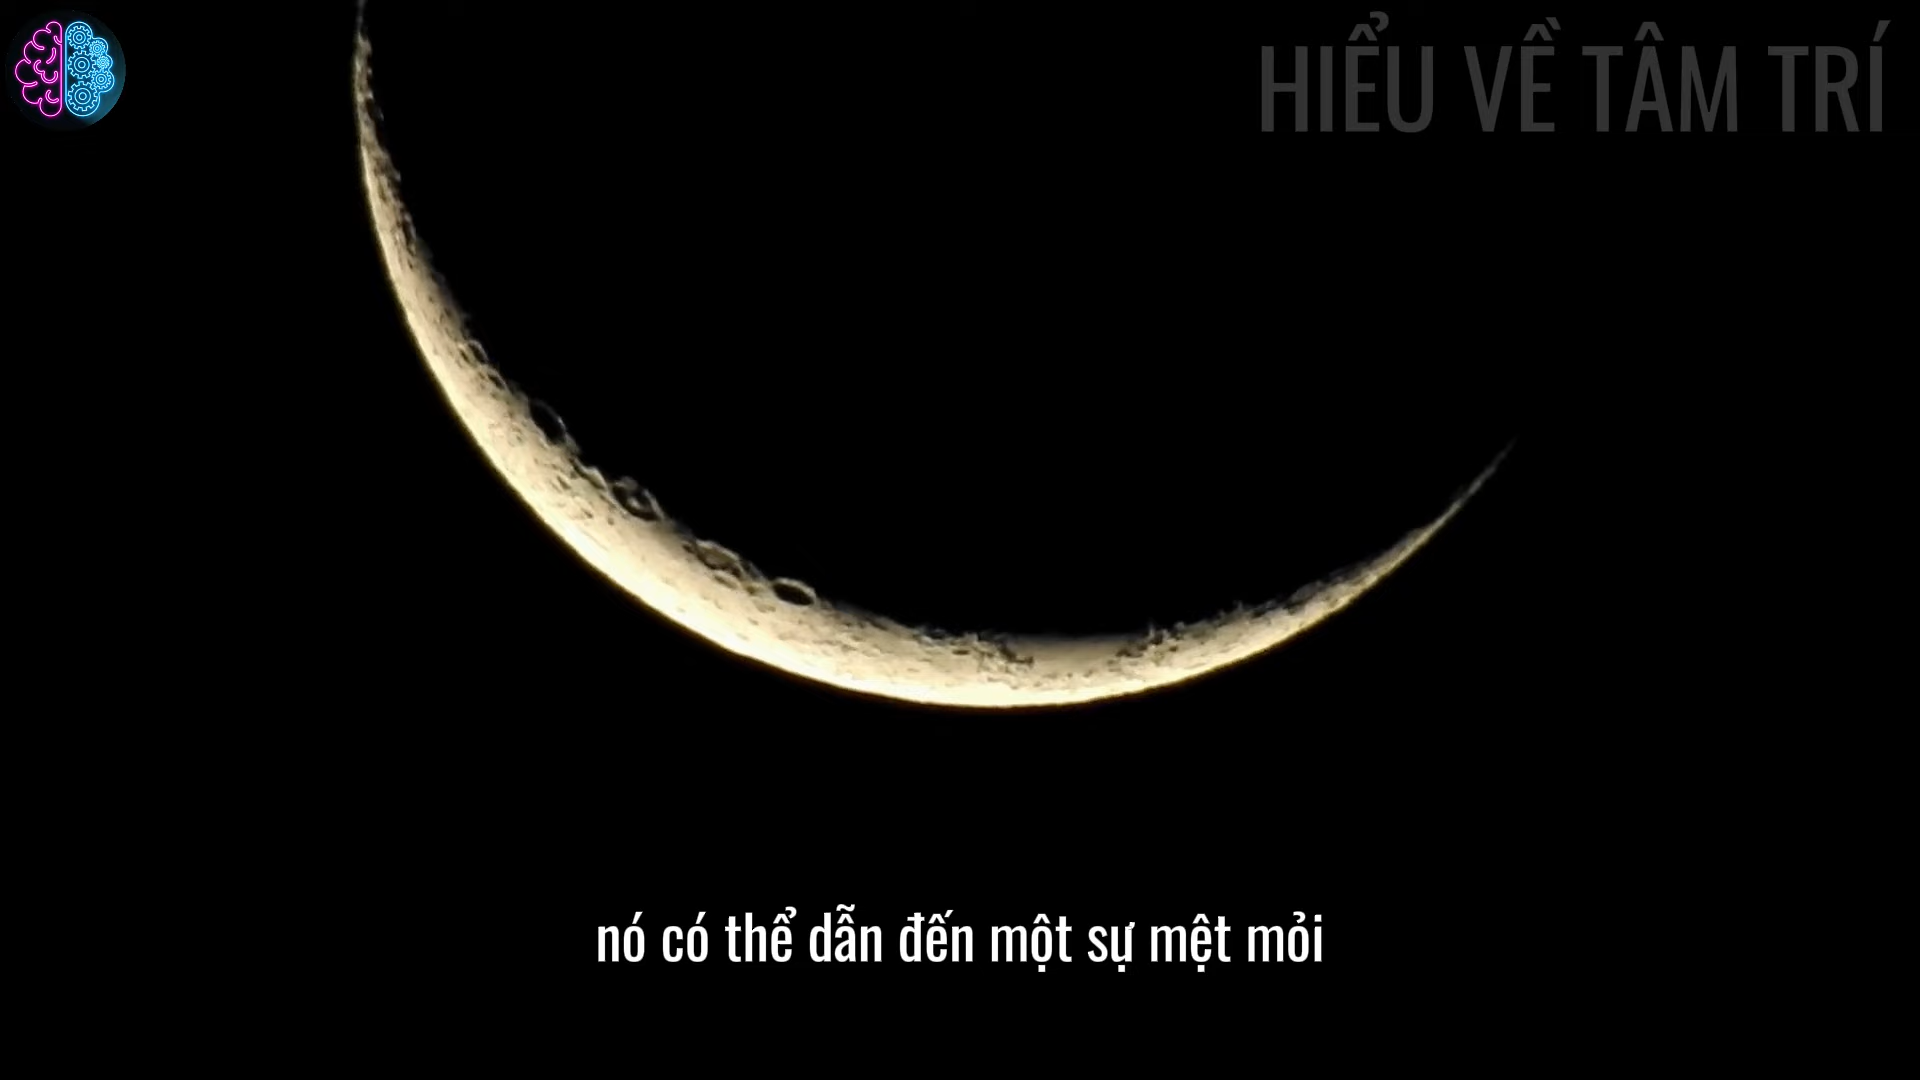 HIỂU VỀ TÂM TRÍ
nó có thể dẫn đến một sự mệt mỏi